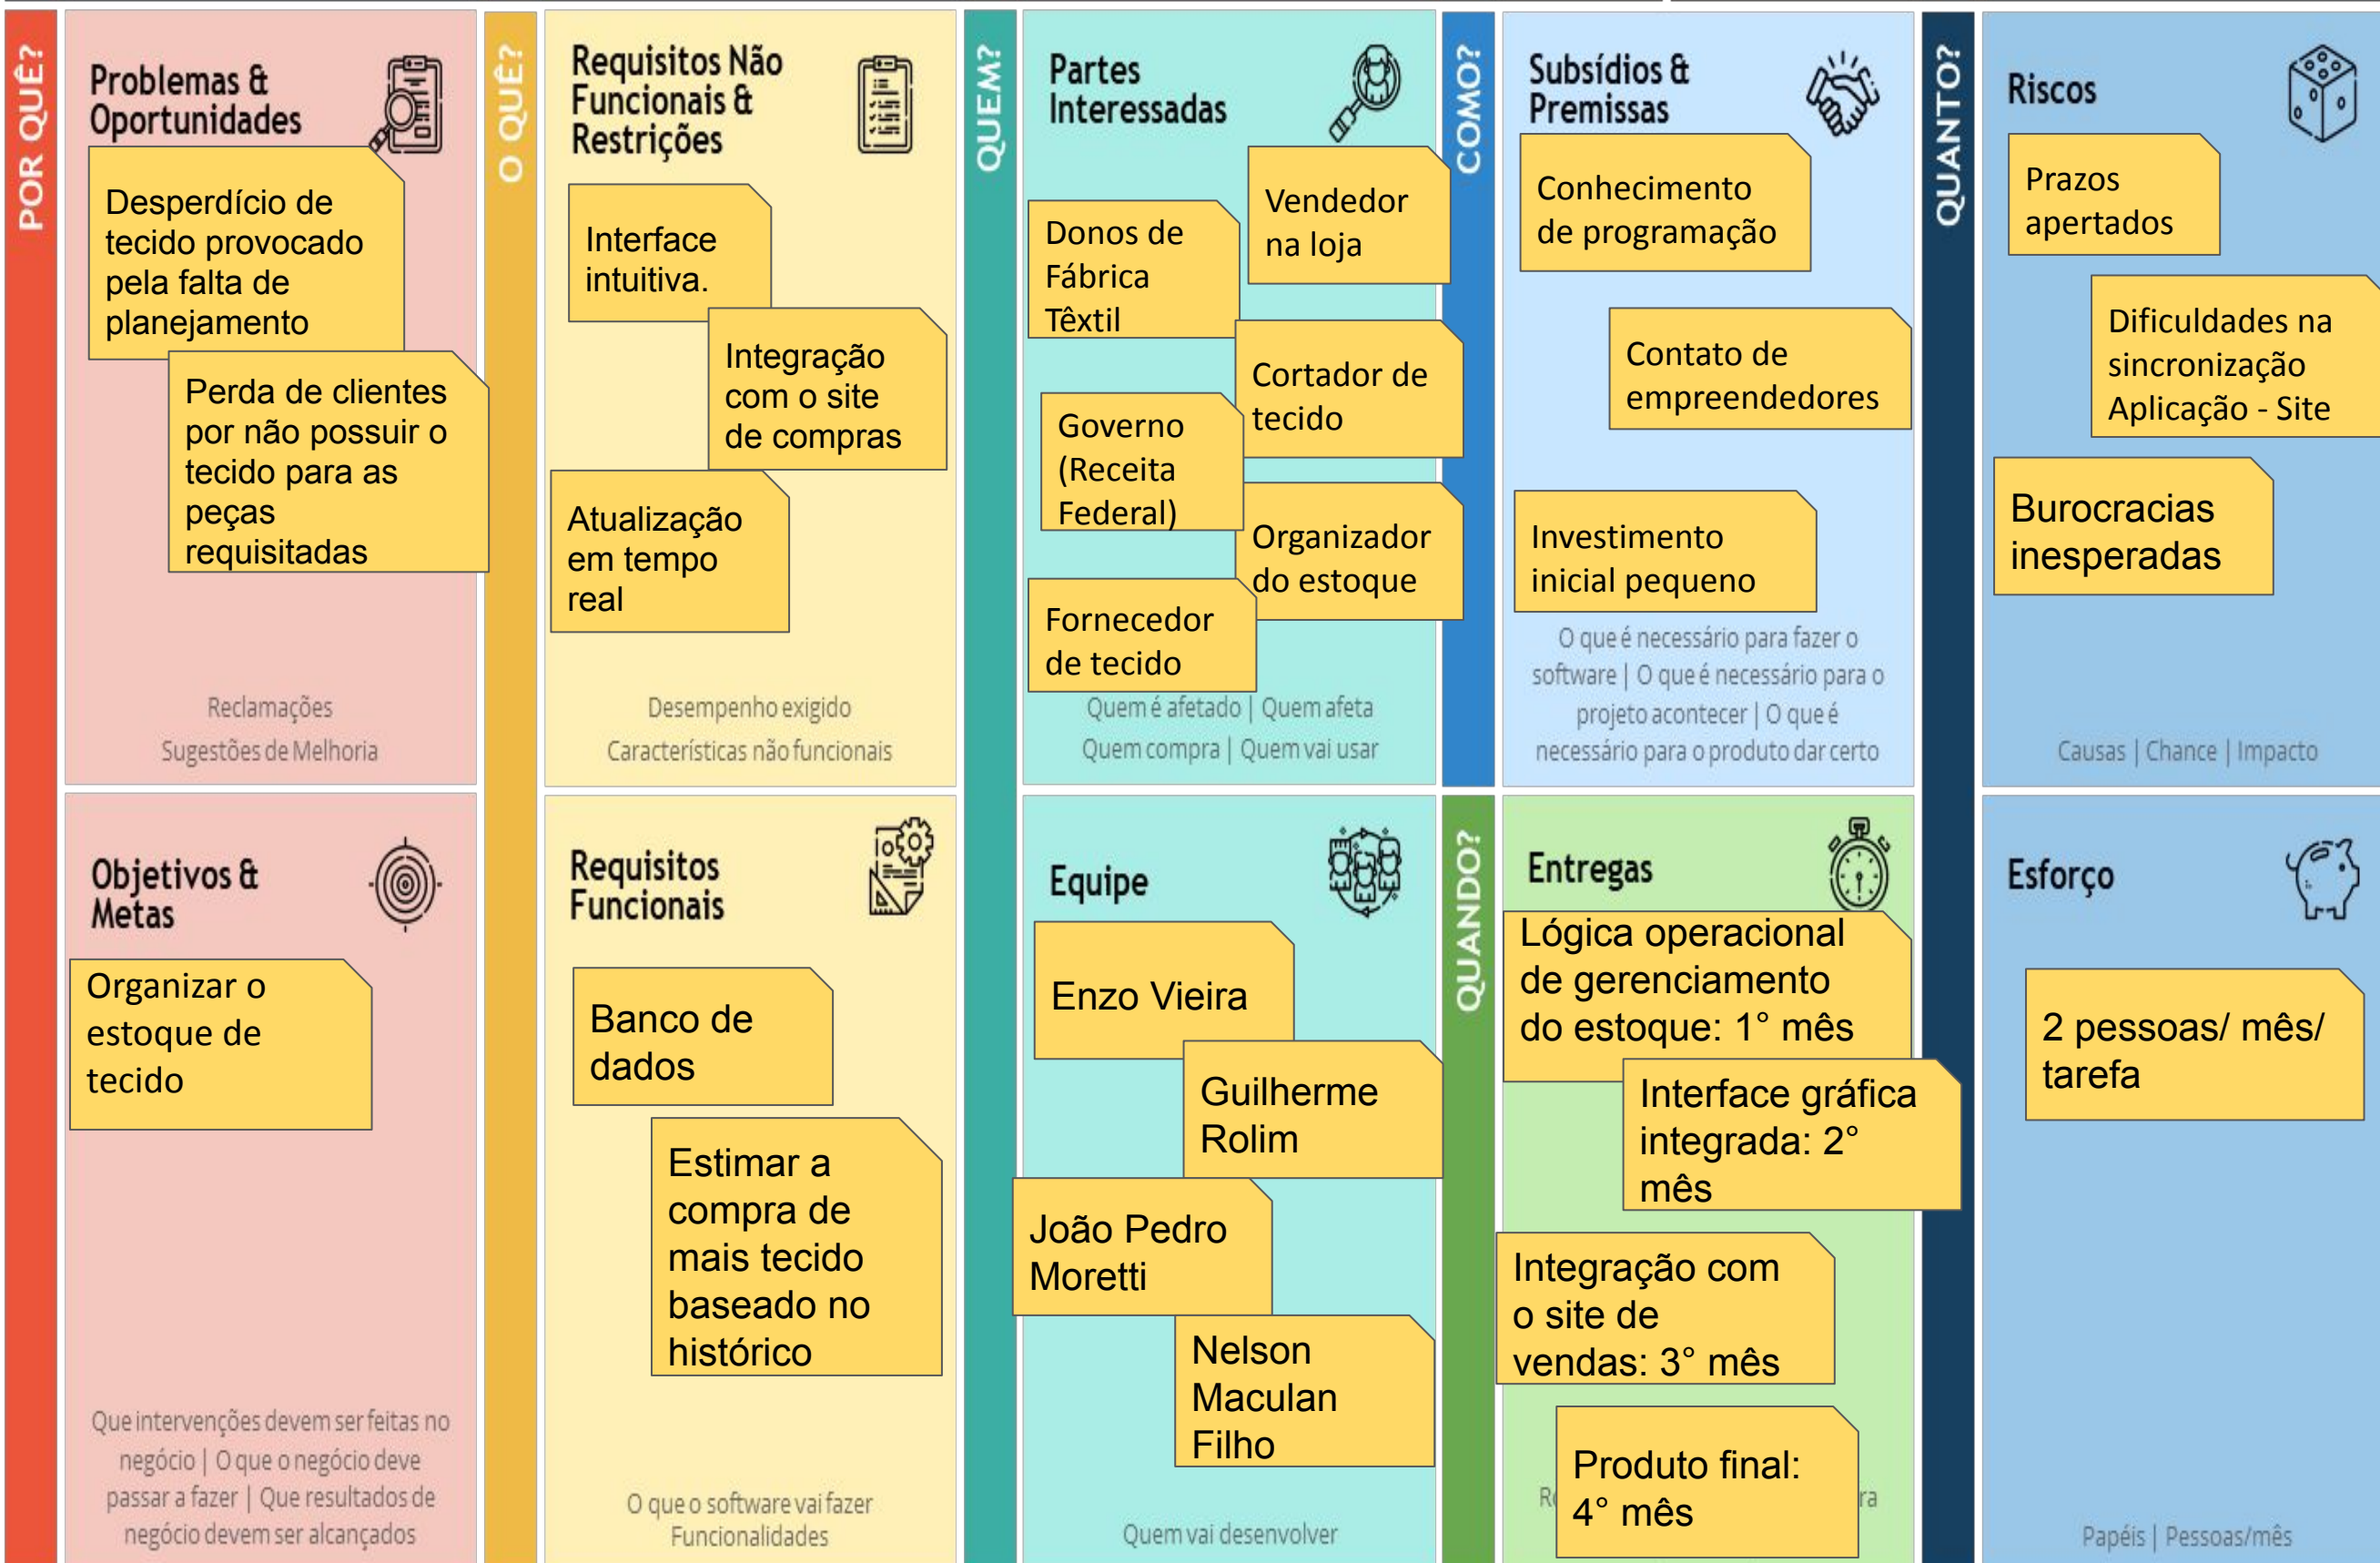 POR QUÊ?
Problemas &
Oportunidades
Desperdício de
tecido provocado
pela falta de
planejamento
Perda de clientes
por não possuir o
tecido para as
peças
requisitadas
Reclamações
Sugestões de Melhoria
Objetivos &
Metas
Organizar o
estoque de
tecido
Que intervenções devem ser feitas no
negócio | O que o negócio deve
passar a fazer | Que resultados de
negócio devem ser alcançados
O QUÊ?
Requisitos Não
Funcionais &
Restrições
Interface
intuitiva.
Integração
com o site
de compras
Atualização
em tempo
real
Desempenho exigido
Características não funcionais
Requisitos
Funcionais
Banco de
dados
Estimar a
compra de
mais tecido
baseado no
histórico
O que o software vai fazer
Funcionalidades
QUEM?
Partes
Interessadas
Vendedor
na loja
Donos de
Fábrica
Têxtil
Cortador de
tecido
Governo
(Receita
Federal)
Organizador
do estoque
Fornecedor
de tecido
Quem é afetado | Quem afeta
Quem compra | Quem vai usar
Equipe
Enzo Vieira
Guilherme
Rolim
João Pedro
Moretti
Nelson
Maculan
Filho
Quem vai desenvolver
COMO?
Subsídios &
Premissas
Conhecimento
de programação
Contato de
empreendedores
Investimento
inicial pequeno
O que é necessário para fazer o
software | O que é necessário para o
projeto acontecer | O que é
necessário para o produto dar certo
QUANDO?
Entregas
Lógica operacional
de gerenciamento
do estoque: 1° mês
Interface gráfica
integrada: 2°
mês
Integração com
o site de
vendas: 3° mês
Produto final:
4° mês
QUANTO?
Riscos
Prazos
apertados
Dificuldades na
sincronização
Aplicação - Site
Burocracias
inesperadas
Causas | Chance | Impacto
Esforço
2 pessoas/ mês/
tarefa
Papéis | Pessoas/mês